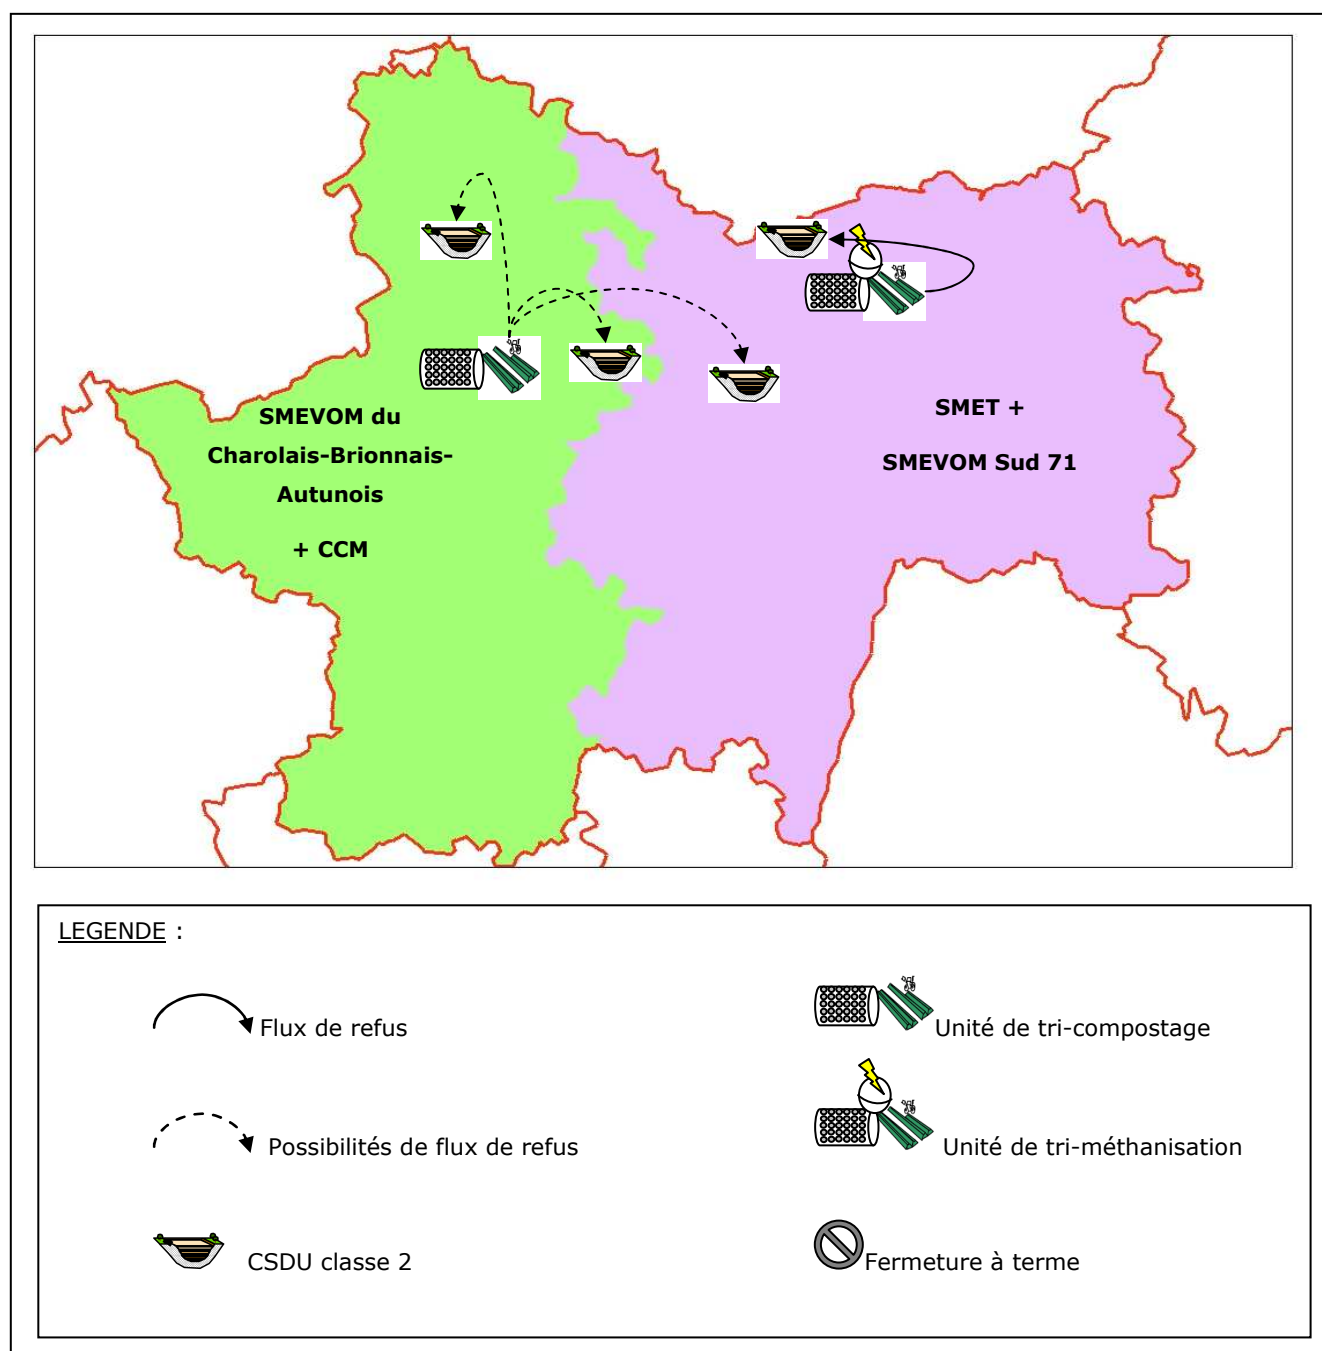 SMEVOM du
Charolais-Brionnais-
Autunois
+ CCM
SMET +
SMEVOM Sud 71
LEGENDE :
Flux de refus
Possibilités de flux de refus
CSDU classe 2
Unité de tri-compostage
Unité de tri-méthanisation
Fermeture à terme